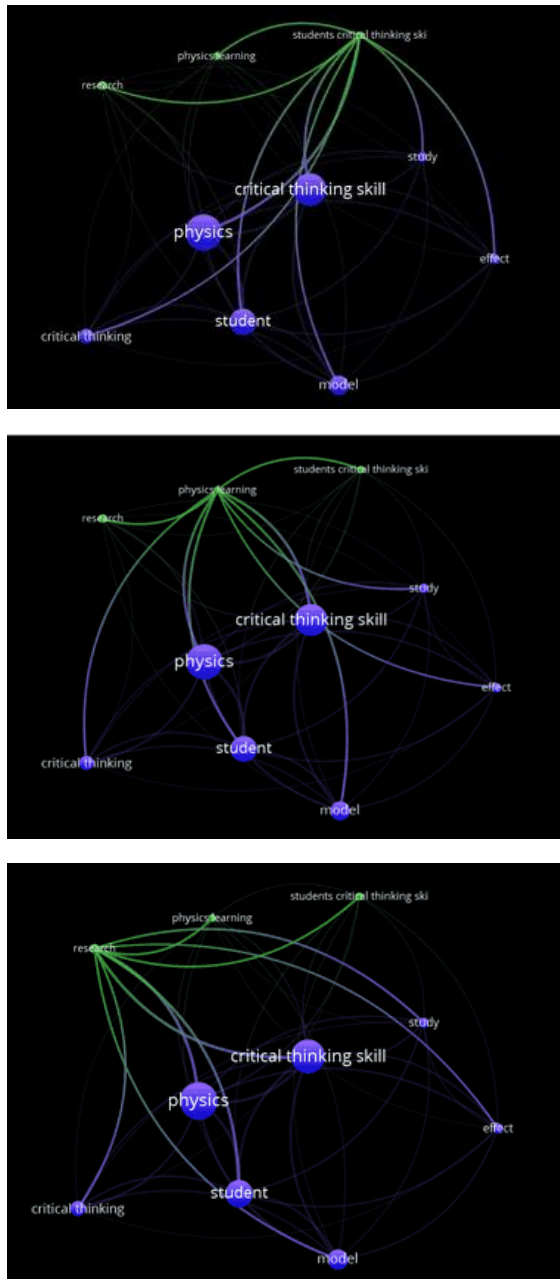 students critical thinking ski
physics learning
research
study
critical thinking skill
physics
effect
student
critical thinking
model
students critical thinking ski
physics learning
research
study
critical thinking skill
physics
effect
student
critical thinking
model
students critical thinking ski
physics learning
research
study
critical thinking skill
physics
effect
student
critical thinking
model